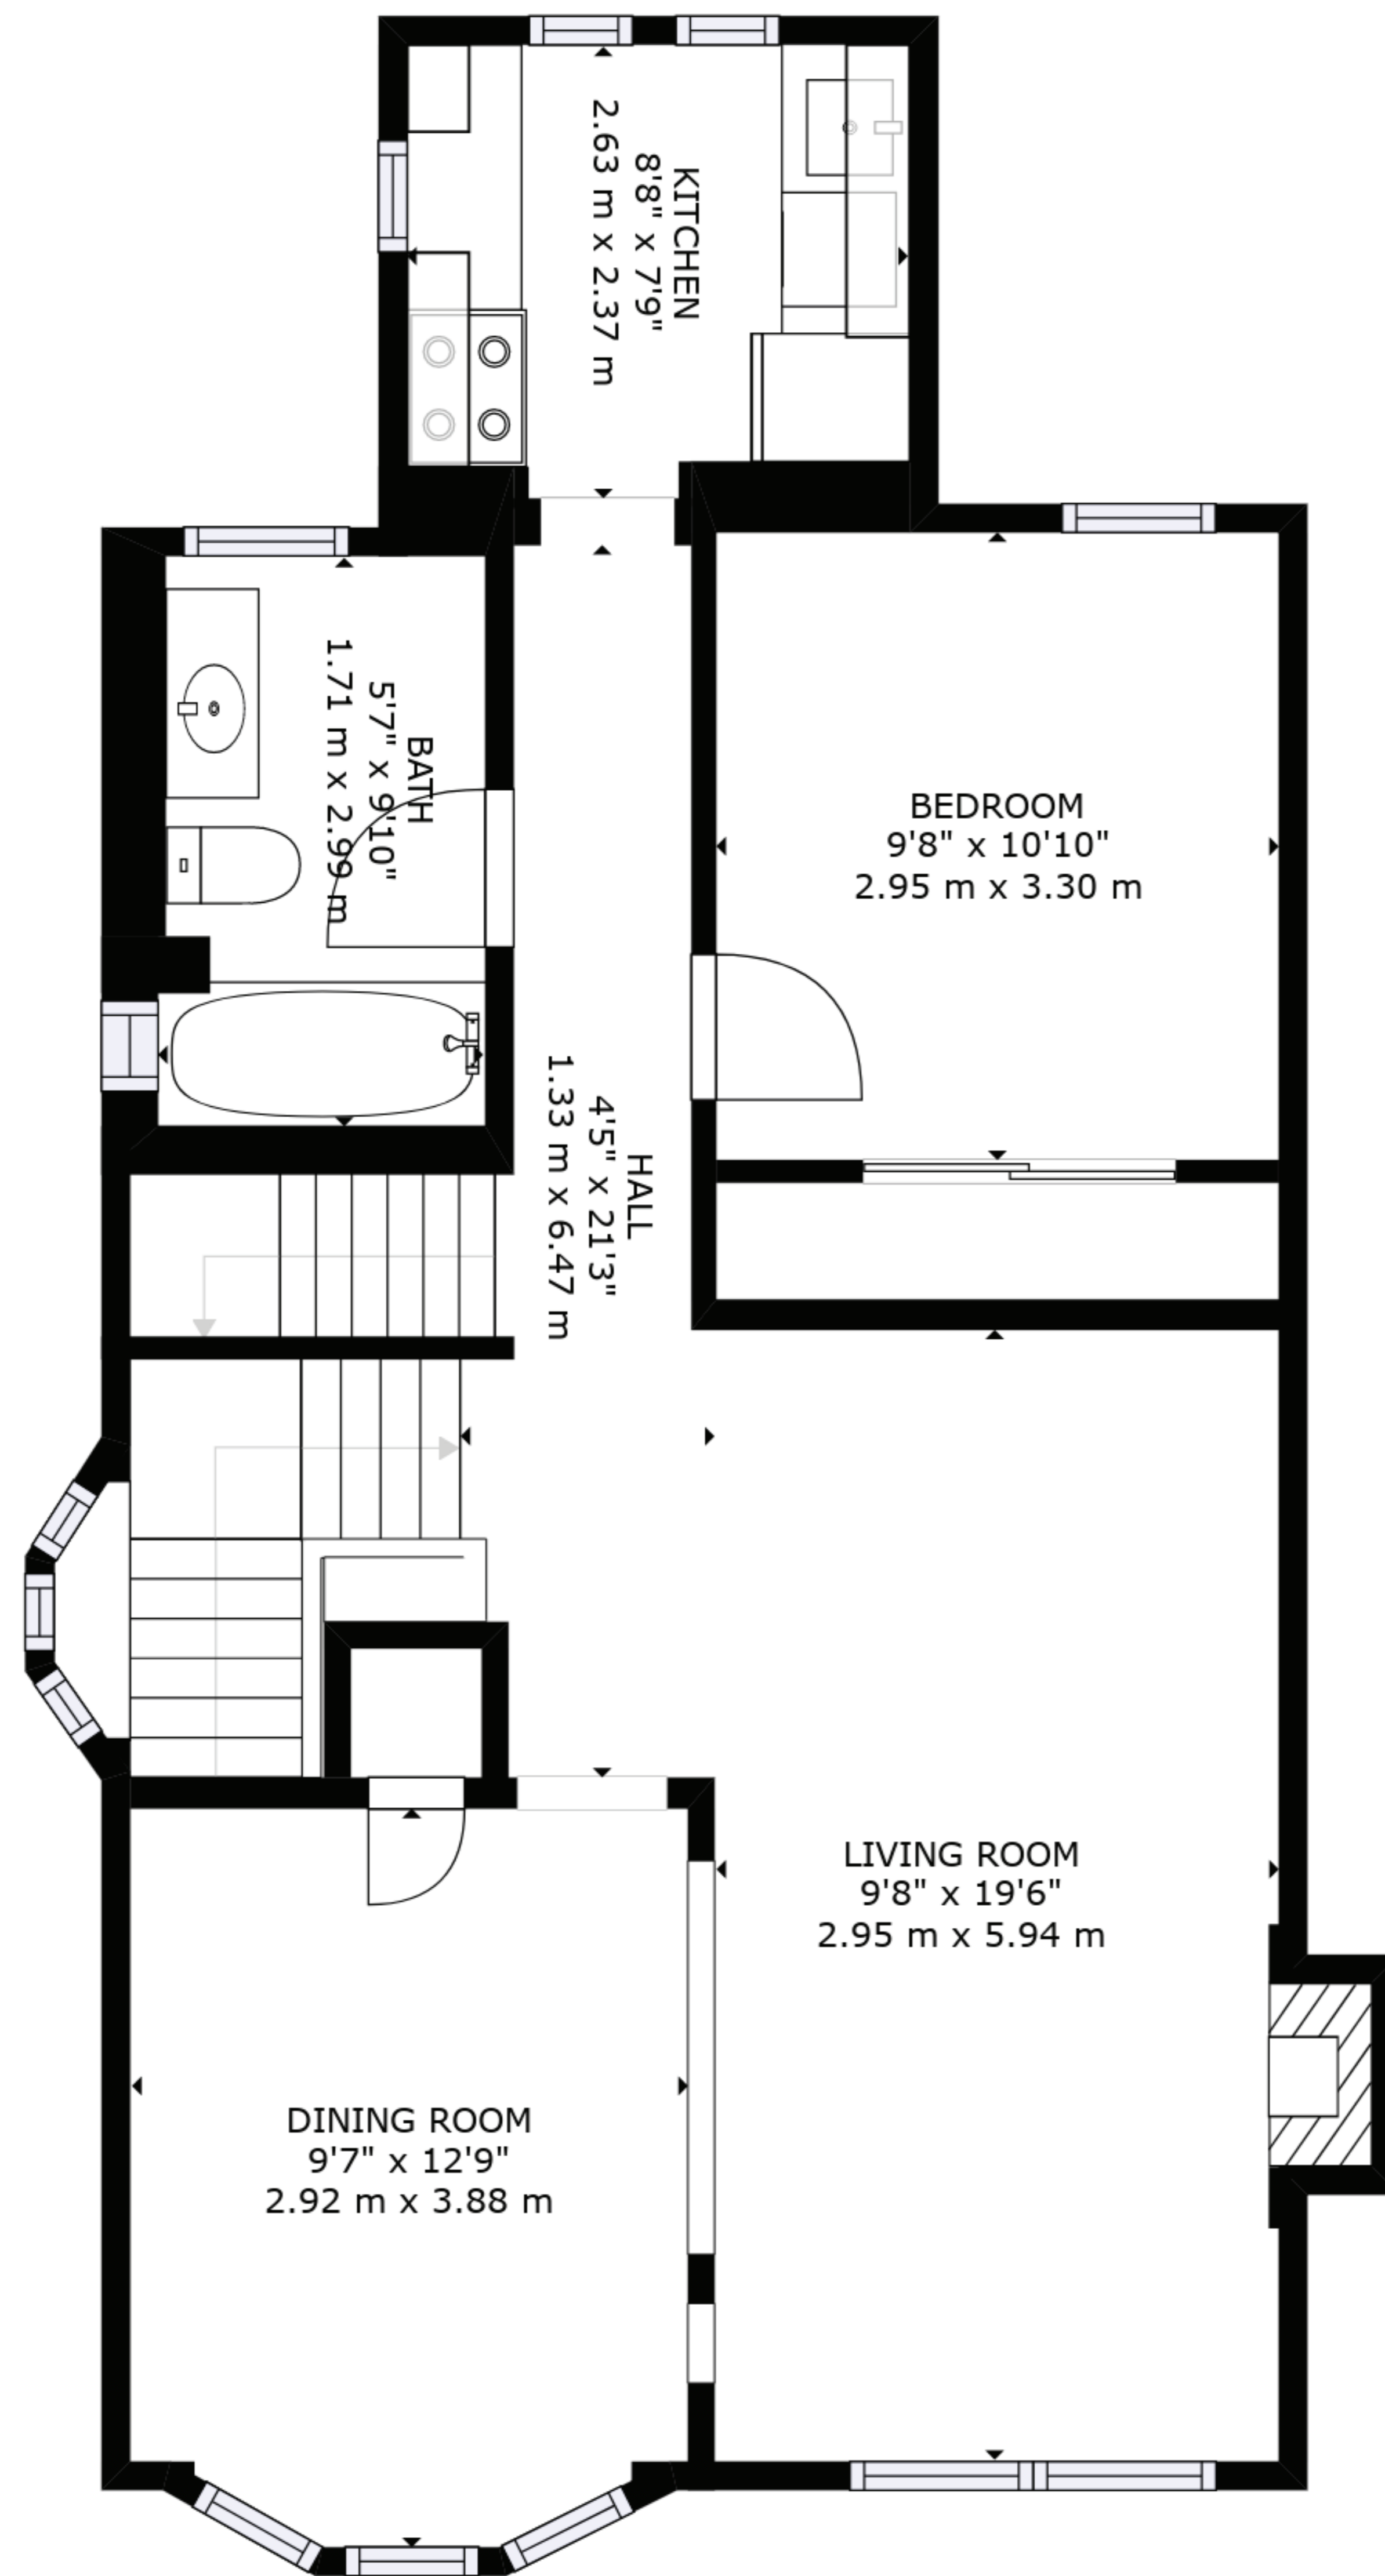 KITCHEN
8'8" x 7'9"
2.63 m x 2.37 m
BATH
5'7" x 9'10"
1.71 m x 2.99 m
BEDROOM
9'8" x 10'10"
2.95 m x 3.30 m
HALL
4'5" x 21'3"
1.33 m x 6.47 m
LIVING ROOM
9'8" x 19'6"
2.95 m x 5.94 m
DINING ROOM
9'7" x 12'9"
2.92 m x 3.88 m